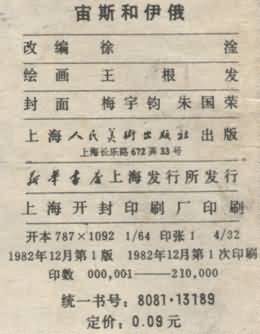 宙斯和伊俄
改编 徐淦
绘画 王根发
封面 梅宇钧 朱国荣
上海人民美术出版社 出版
上海长乐路672弄33号
新华书店上海发行所发行
上海开封印刷厂印刷
开本787×1092 1/64 印张1 4/32
1982年12月第1版 1982年12月第1次印刷
印数 000,001——210,000
统一书号:8081·13189
定价:0.09元